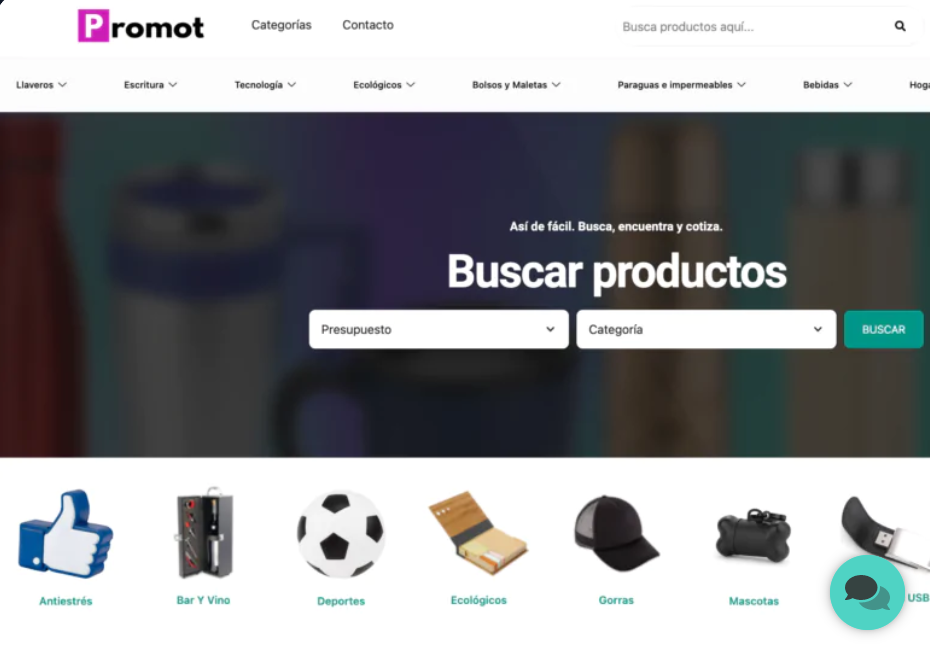 Promot
Categorías
Contacto
Busca productos aquí...
Llaveros
Escritura
Tecnología
Ecológicos
Bolsos y Maletas
Paraguas e impermeables
Bebidas
Hoga
Así de fácil. Busca, encuentra y cotiza.
Buscar productos
Presupuesto
Categoría
BUSCAR
Antiestrés
Bar Y Vino
Deportes
Ecológicos
Gorras
Mascotas
USB